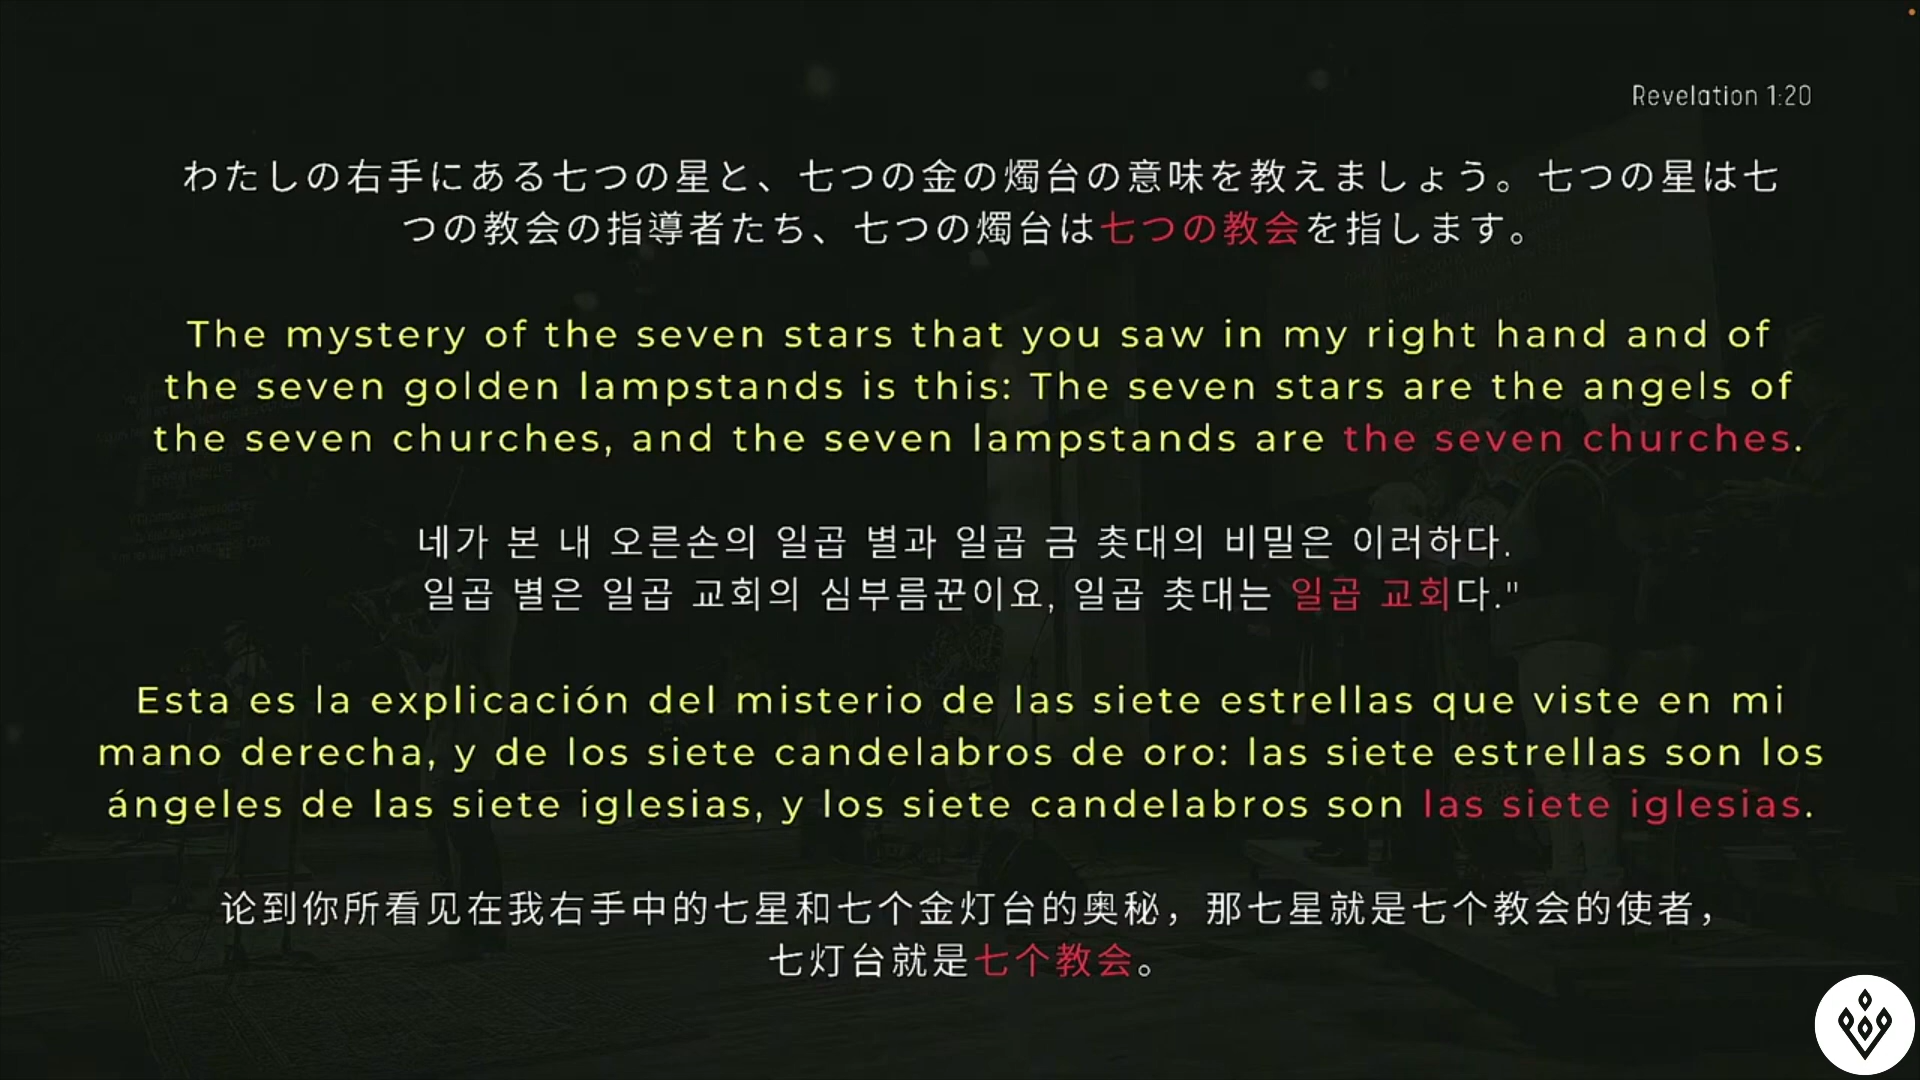 Revelation 1:20
わたしの右手にある七つの星と、七つの金の燭台の意味を教えましょう。七つの星は七
つの教会の指導者たち、七つの燭台は七つの教会を指します。
The mystery of the seven stars that you saw in my right hand and of
the seven golden lampstands is this: The seven stars are the angels of
the seven churches, and the seven lampstands are the seven churches.
네가 본 내 오른손의 일곱 별과 일곱 금 촛대의 비밀은 이러하다.
일곱 별은 일곱 교회의 심부름꾼이요, 일곱 촛대는 일곱 교회다."
Esta es la explicación del misterio de las siete estrellas que viste en mi
mano derecha, y de los siete candelabros de oro: las siete estrellas son los
ángeles de las siete iglesias, y los siete candelabros son las siete iglesias.
论到你所看见在我右手中的七星和七个金灯台的奥秘，那七星就是七个教会的使者，
七灯台就是七个教会。